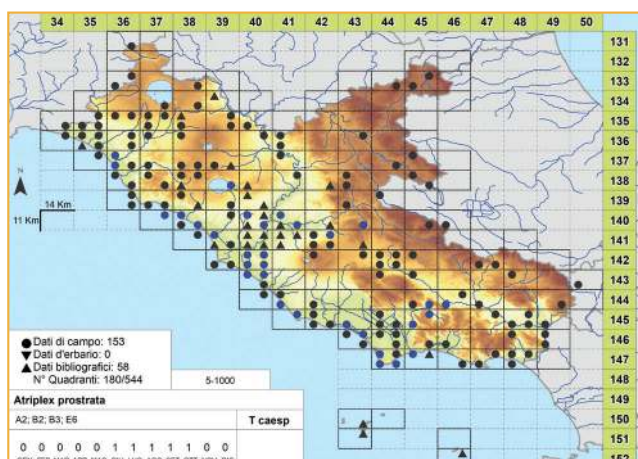 34 35 36 37 38 39 40 41 42 43 44 45 46 47 48 49 50
131
132
133
134
135
136
137
138
139
140
141
142
143
144
145
146
147
148
149
150
151
152
N
14 Km
11 Km
Dati di campo: 153
Dati d'erbario: 0
Dati bibliografici: 58
N° Quadranti: 180/544
5-1000
Atriplex prostrata
A2; B2; B3; E6
T caesp
0 0 0 0 1 1 1 1 1 1 0 0